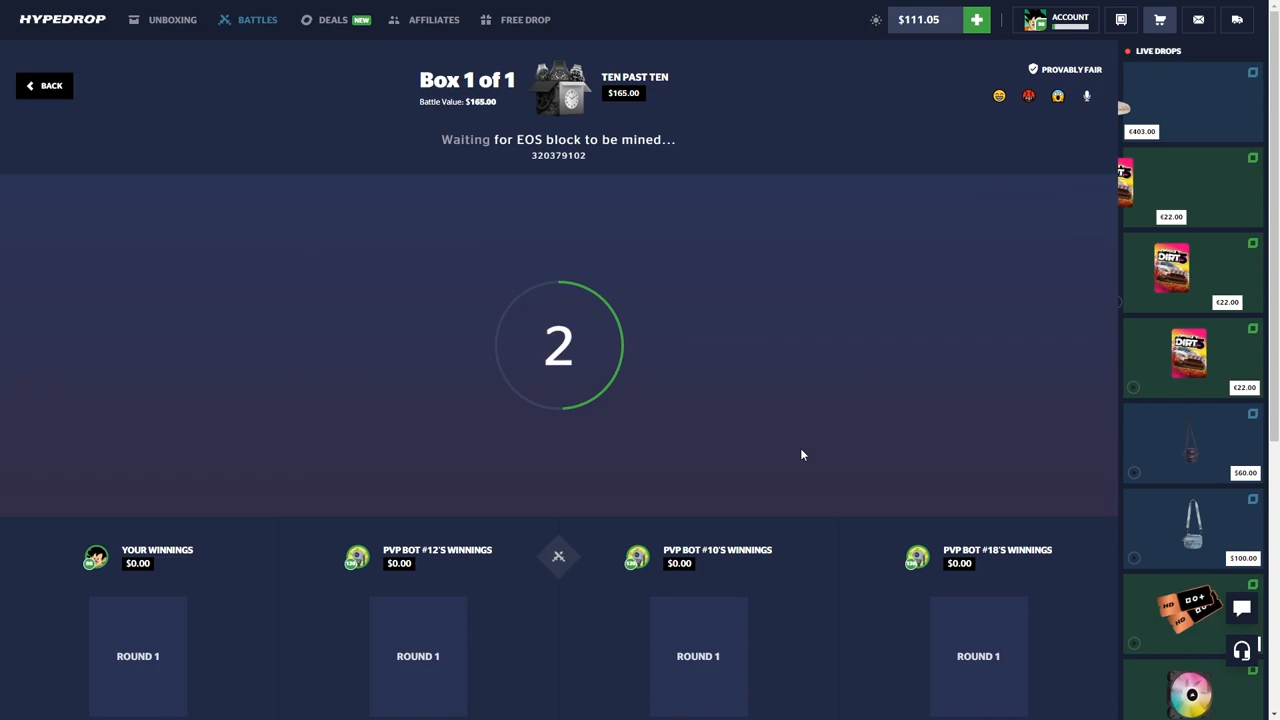 HYPEDROP
UNBOXING
BATTLES
DEALS NEW
AFFILIATES
FREE DROP
$111.05
ACCOUNT
BACK
Box 1 of 1
Battle Value: $165.00
TEN PAST TEN
$165.00
PROVABLY FAIR
Waiting for EOS block to be mined...
320379102
2
YOUR WINNINGS
$0.00
PVP BOT #12'S WINNINGS
$0.00
PVP BOT #10'S WINNINGS
$0.00
PVP BOT #18'S WINNINGS
$0.00
ROUND 1
ROUND 1
ROUND 1
ROUND 1
LIVE DROPS
€403.00
€22.00
DIRT5
€22.00
DIRT5
€22.00
$60.00
$100.00
HD
HD